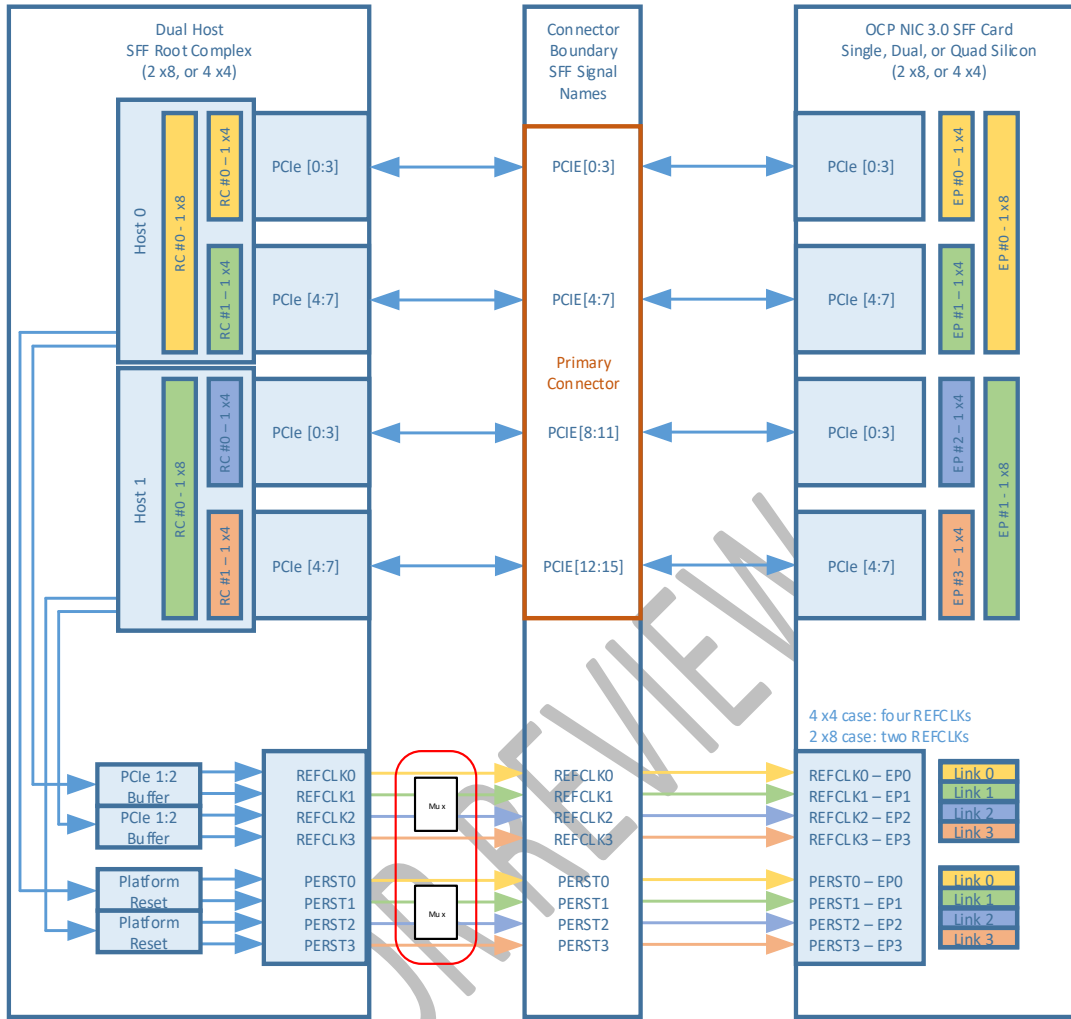 Dual Host
SFF Root Complex
(2 x8, or 4 x4)
Connector
Boundary
SFF Signal
Names
OCP NIC 3.0 SFF Card
Single, Dual, or Quad Silicon
(2 x8, or 4 x4)
Host 0
RC #0 - 1 x8
RC #0 – 1 x4
PCIe [0:3]
PCIE[0:3]
PCIe [0:3]
EP #0 – 1 x4
EP #0 - 1 x8
RC #1 – 1 x4
PCIe [4:7]
PCIE[4:7]
PCIe [4:7]
EP #1 – 1 x4
Primary
Connector
Host 1
RC #0 - 1 x8
RC #0 – 1 x4
PCIe [0:3]
PCIE[8:11]
PCIe [0:3]
EP #2 – 1 x4
EP #1 - 1 x8
RC #1 – 1 x4
PCIe [4:7]
PCIE[12:15]
PCIe [4:7]
EP #3 – 1 x4
4 x4 case: four REFCLKs
2 x8 case: two REFCLKs
PCIe 1:2
Buffer
PCIe 1:2
Buffer
REFCLK0
REFCLK1
REFCLK2
REFCLK3
Mux
REFCLK0
REFCLK1
REFCLK2
REFCLK3
REFCLK0 – EP0
REFCLK1 – EP1
REFCLK2 – EP2
REFCLK3 – EP3
Link 0
Link 1
Link 2
Link 3
Platform
Reset
Platform
Reset
PERST0
PERST1
PERST2
PERST3
Mux
PERST0
PERST1
PERST2
PERST3
PERST0 – EP0
PERST1 – EP1
PERST2 – EP2
PERST3 – EP3
Link 0
Link 1
Link 2
Link 3
REVIEW